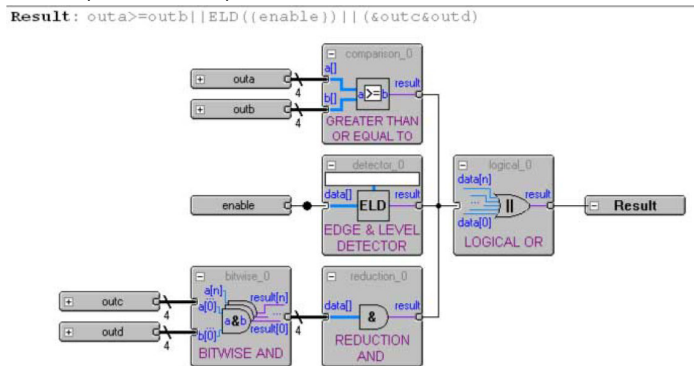 Result: outa>=outb||ELD((enable))||(&outc&outd)
comparison_0
a[]
outa
4
result
a>=b
b[]
outb
4
GREATER THAN
OR EQUAL TO
detector_0
logical_0
data[n]
data[]
result
enable
ELD
...
||
result
Result
data[0]
EDGE & LEVEL
DETECTOR
LOGICAL OR
bitwise_0
reduction_0
a[n]
result[n]
outc
...
a[0]
data[]
result
4
a&b
...
&
outd
...
b[0]
result[0]
4
4
BITWISE AND
REDUCTION
AND